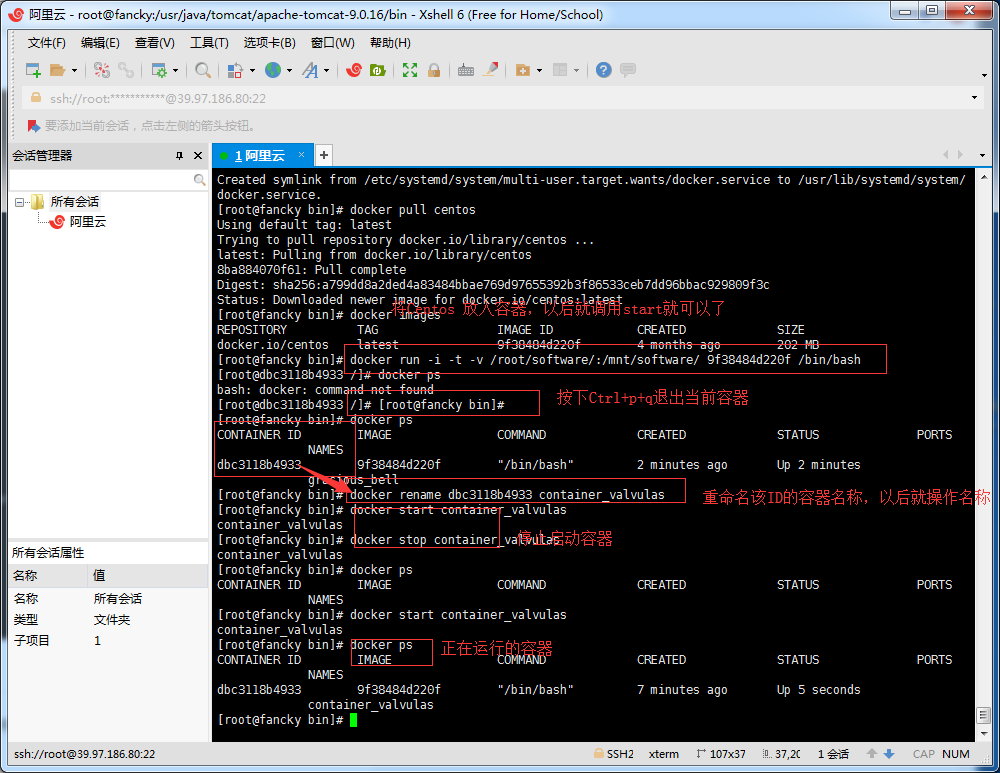 阿里云 - root@fancky:/usr/java/tomcat/apache-tomcat-9.0.16/bin - Xshell 6 (Free for Home/School)
文件(F) 编辑(E) 查看(V) 工具(T) 选项卡(B) 窗口(W) 帮助(H)
ssh://root:***********@39.97.186.80:22
要添加当前会话，点击左侧的箭头按钮。
会话管理器
1 阿里云 × +
所有会话
阿里云
Created symlink from /etc/systemd/system/multi-user.target.wants/docker.service to /usr/lib/systemd/system/
docker.service.
[root@fancky bin]# docker pull centos
Using default tag: latest
Trying to pull repository docker.io/library/centos ...
latest: Pulling from docker.io/library/centos
8ba884070f61: Pull complete
Digest: sha256:a799dd8a2ded4a83484bbae769d97655392b3f86533ceb7dd96bbac929809f3c
Status: Downloaded newer image for docker.io/centos:latest
将Centos 放入容器，以后就调用start就可以了
[root@fancky bin]# docker images
REPOSITORY TAG IMAGE ID CREATED SIZE
docker.io/centos latest 9f38484d220f 4 months ago 202 MB
[root@fancky bin]# docker run -i -t -v /root/software/:/mnt/software/ 9f38484d220f /bin/bash
[root@dbc3118b4933 /]# docker ps
bash: docker: command not found
[root@dbc3118b4933 /]# [root@fancky bin]#
按下Ctrl+p+q退出当前容器
[root@fancky bin]# docker ps
CONTAINER ID IMAGE COMMAND CREATED STATUS PORTS
NAMES
dbc3118b4933 9f38484d220f "/bin/bash" 2 minutes ago Up 2 minutes
gracious_bell
[root@fancky bin]# docker rename dbc3118b4933 container_valvulas
重命名该ID的容器名称，以后就操作名称
[root@fancky bin]# docker start container_valvulas
container_valvulas
[root@fancky bin]# docker stop container_valvulas
停止启动容器
container_valvulas
[root@fancky bin]# docker ps
CONTAINER ID IMAGE COMMAND CREATED STATUS PORTS
NAMES
[root@fancky bin]# docker start container_valvulas
container_valvulas
[root@fancky bin]# docker ps
正在运行的容器
CONTAINER ID IMAGE COMMAND CREATED STATUS PORTS
NAMES
dbc3118b4933 9f38484d220f "/bin/bash" 7 minutes ago Up 5 seconds
container_valvulas
[root@fancky bin]#
所有会话属性
名称 值
名称 所有会话
类型 文件夹
子项目 1
ssh://root@39.97.186.80:22 SSH2 xterm 107x37 37,20 1 会话 CAP NUM